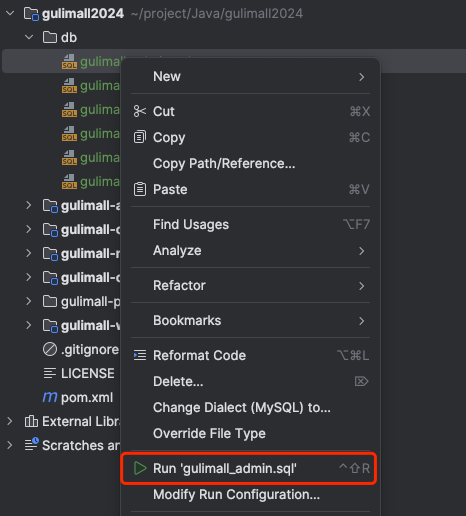 gulimall2024 ~/project/Java/gulimall2024
db
gulimall
New
gulimall
Cut ⌘X
gulimall
Copy ⌘C
gulimall
Copy Path/Reference...
gulimall
Paste ⌘V
gulimall-a
Find Usages ⌥F7
gulimall-c
Analyze
gulimall-r
gulimall-c
Refactor
gulimall-p
Bookmarks
gulimall-w
.gitignore
Reformat Code ⌥⌘L
LICENSE
Delete... ⌦
pom.xml
Change Dialect (MySQL) to...
External Libra
Override File Type
Scratches an
Run 'gulimall_admin.sql' ^⇧R
Modify Run Configuration...